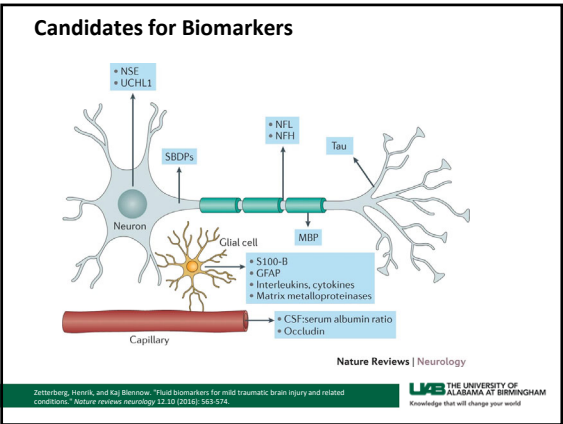 Candidates for Biomarkers
• NSE
• UCHL1
SBDPs
• NFL
• NFH
Tau
Neuron
MBP
Glial cell
• S100-B
• GFAP
• Interleukins, cytokines
• Matrix metalloproteinases
• CSF:serum albumin ratio
• Occludin
Capillary
Nature Reviews | Neurology
Zetterberg, Henrik, and Kaj Blennow. "Fluid biomarkers for mild traumatic brain injury and related
conditions." Nature reviews neurology 12.10 (2016): 563-574.
UAB THE UNIVERSITY OF
ALABAMA AT BIRMINGHAM
Knowledge that will change your world